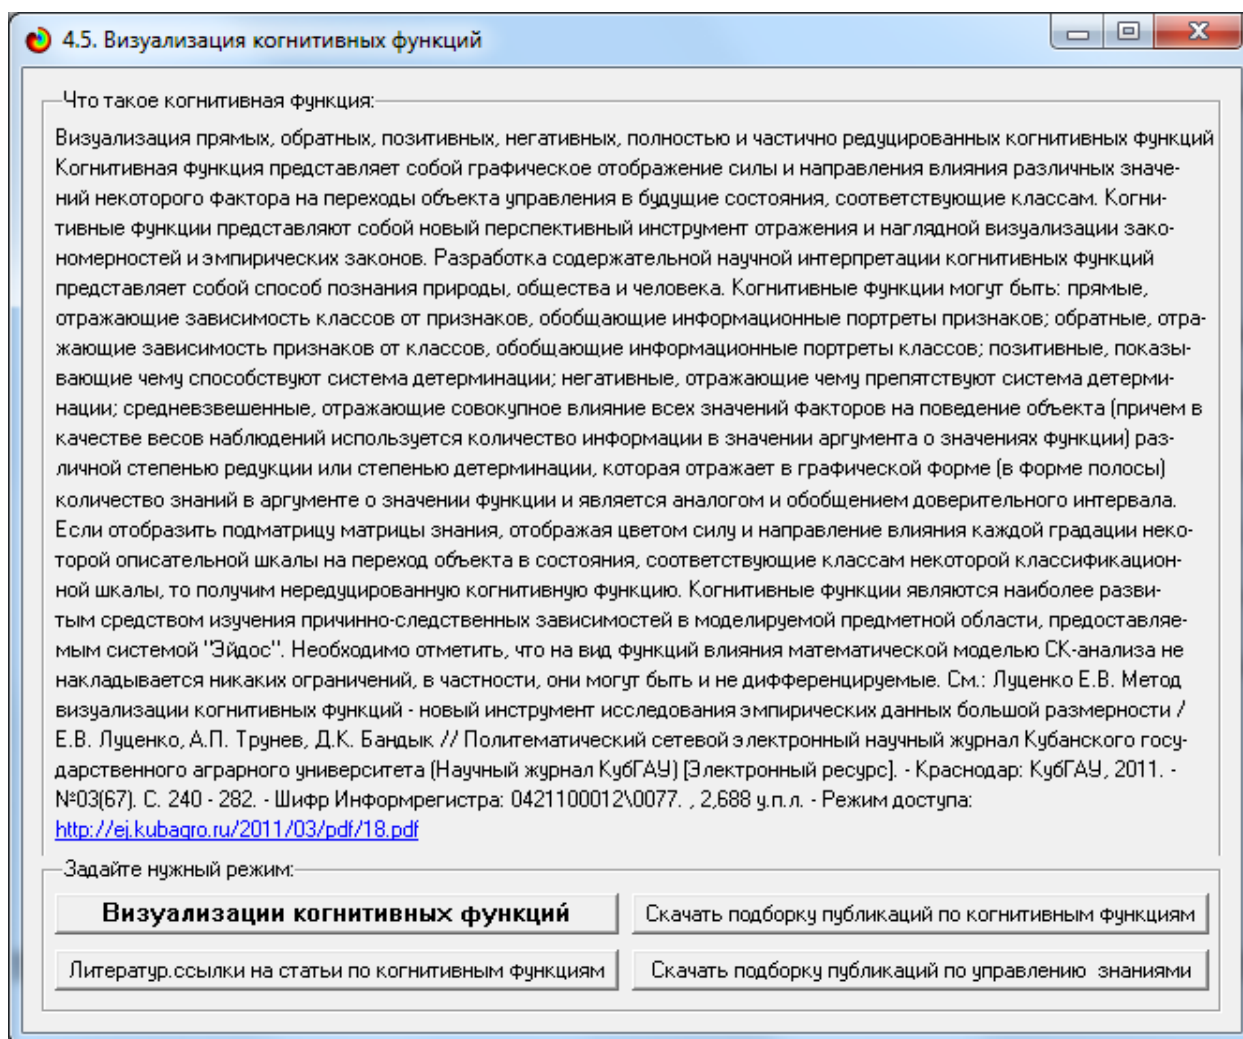 4.5. Визуализация когнитивных функций
Что такое когнитивная функция:
Визуализация прямых, обратных, позитивных, негативных, полностью и частично редуцированных когнитивных функций
Когнитивная функция представляет собой графическое отображение силы и направления влияния различных значе-
ний некоторого фактора на переходы объекта управления в будущие состояния, соответствующие классам. Когни-
тивные функции представляют собой новый перспективный инструмент отражения и наглядной визуализации зако-
номерностей и эмпирических законов. Разработка содержательной научной интерпретации когнитивных функций
представляет собой способ познания природы, общества и человека. Когнитивные функции могут быть: прямые,
отражающие зависимость классов от признаков, обобщающие информационные портреты признаков; обратные, отра-
жающие зависимость признаков от классов, обобщающие информационные портреты классов; позитивные, показы-
вающие чему способствуют система детерминации; негативные, отражающие чему препятствуют система детерми-
нации; средневзвешенные, отражающие совокупное влияние всех значений факторов на поведение объекта (причем в
качестве весов наблюдений используется количество информации в значении аргумента о значениях функции) раз-
личной степенью редукции или степенью детерминации, которая отражает в графической форме (в форме полосы)
количество знаний в аргументе о значении функции и является аналогом и обобщением доверительного интервала.
Если отобразить подматрицу матрицы знания, отображая цветом силу и направление влияния каждой градации неко-
торой описательной шкалы на переход объекта в состояния, соответствующие классам некоторой классификацион-
ной шкалы, то получим нередуцированную когнитивную функцию. Когнитивные функции являются наиболее разви-
тым средством изучения причинно-следственных зависимостей в моделируемой предметной области, предоставляе-
мым системой "Эйдос". Необходимо отметить, что на вид функций влияния математической моделью СК-анализа не
накладывается никаких ограничений, в частности, они могут быть и не дифференцируемые. См.: Луценко Е.В. Метод
визуализации когнитивных функций - новый инструмент исследования эмпирических данных большой размерности /
Е.В. Луценко, А.П. Трунев, Д.К. Бандык // Политематический сетевой электронный научный журнал Кубанского госу-
дарственного аграрного университета (Научный журнал КубГАУ) [Электронный ресурс]. - Краснодар: КубГАУ, 2011. -
№03(67). С. 240 - 282. - Шифр Информрегистра: 0421100012\0077. , 2,688 у.п.л. - Режим доступа:
http://ej.kubagro.ru/2011/03/pdf/18.pdf
Задайте нужный режим:
Визуализации когнитивных функций
Скачать подборку публикаций по когнитивным функциям
Литератур.ссылки на статьи по когнитивным функциям
Скачать подборку публикаций по управлению знаниями